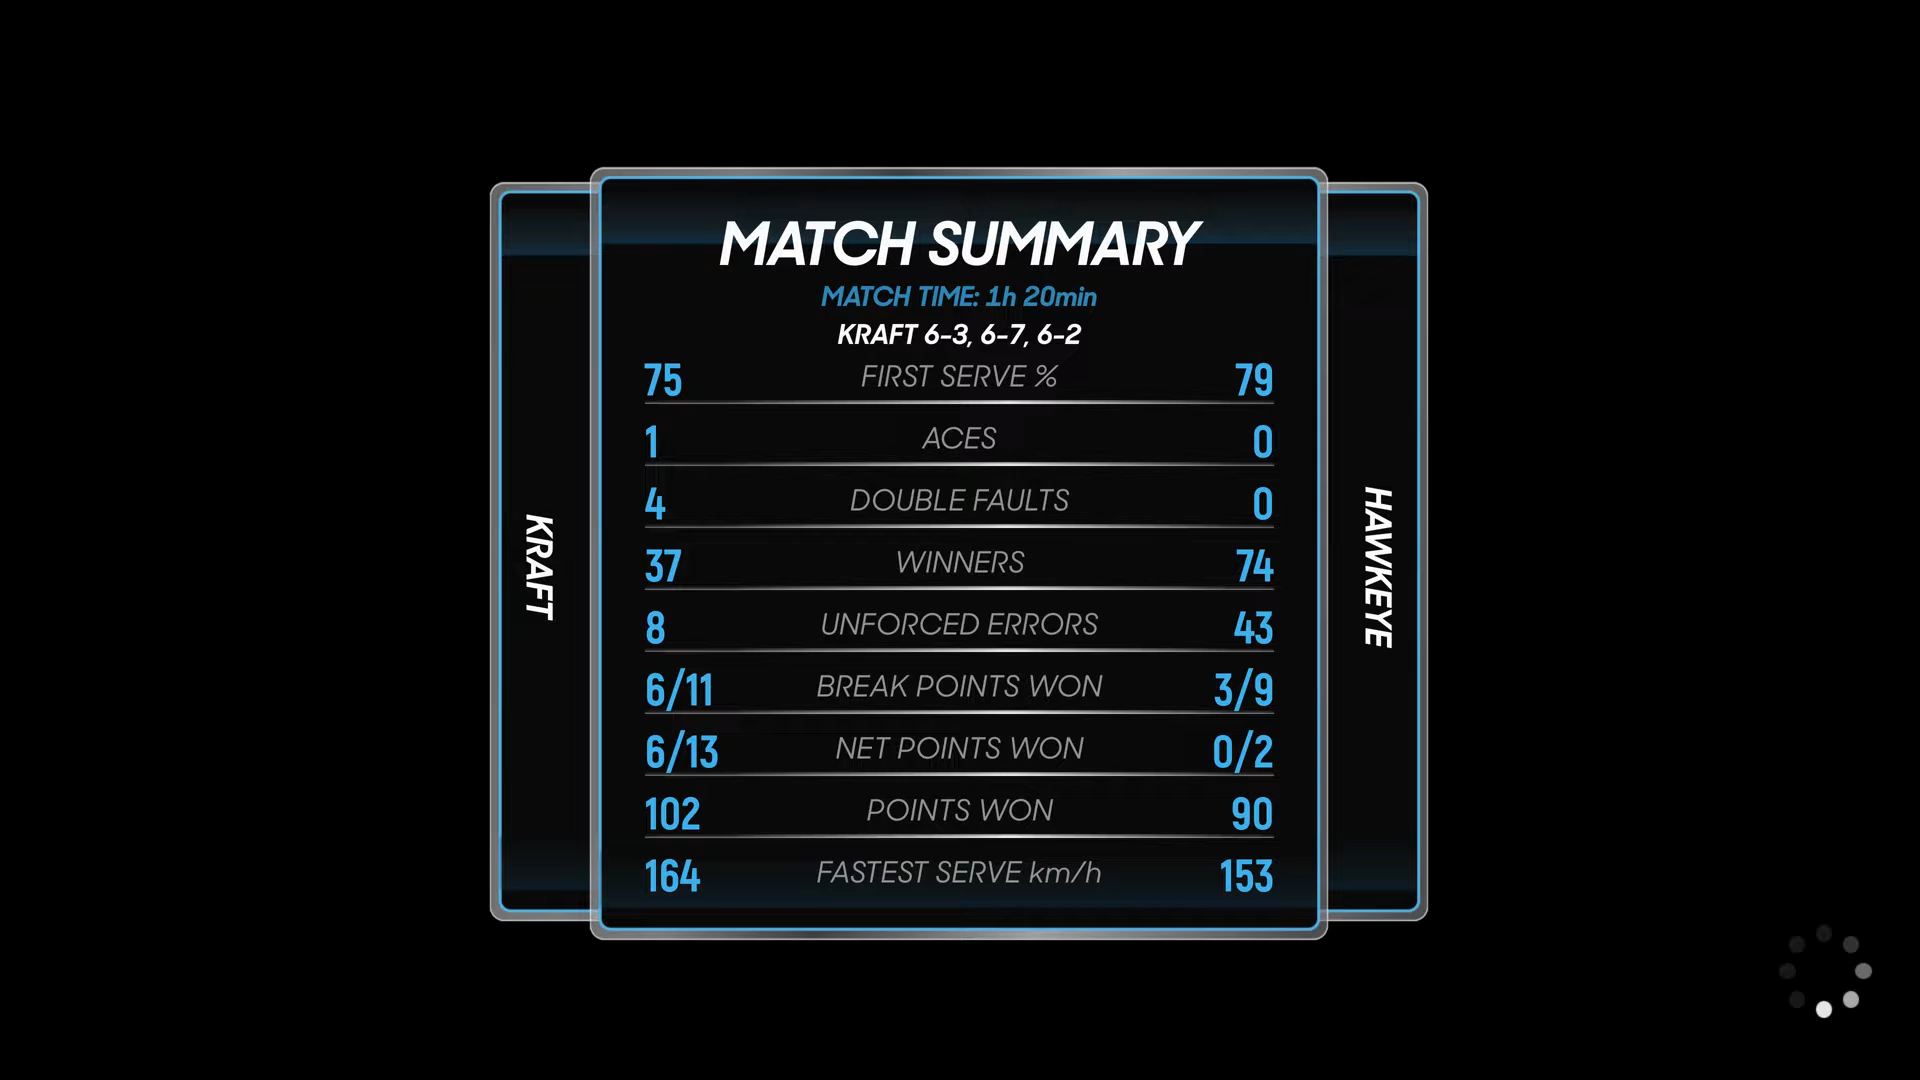 MATCH SUMMARY
MATCH TIME: 1h 20min
KRAFT 6-3, 6-7, 6-2
75 FIRST SERVE % 79
1 ACES 0
4 DOUBLE FAULTS 0
37 WINNERS 74
8 UNFORCED ERRORS 43
6/11 BREAK POINTS WON 3/9
6/13 NET POINTS WON 0/2
102 POINTS WON 90
164 FASTEST SERVE km/h 153
KRAFT
HAWKEYE